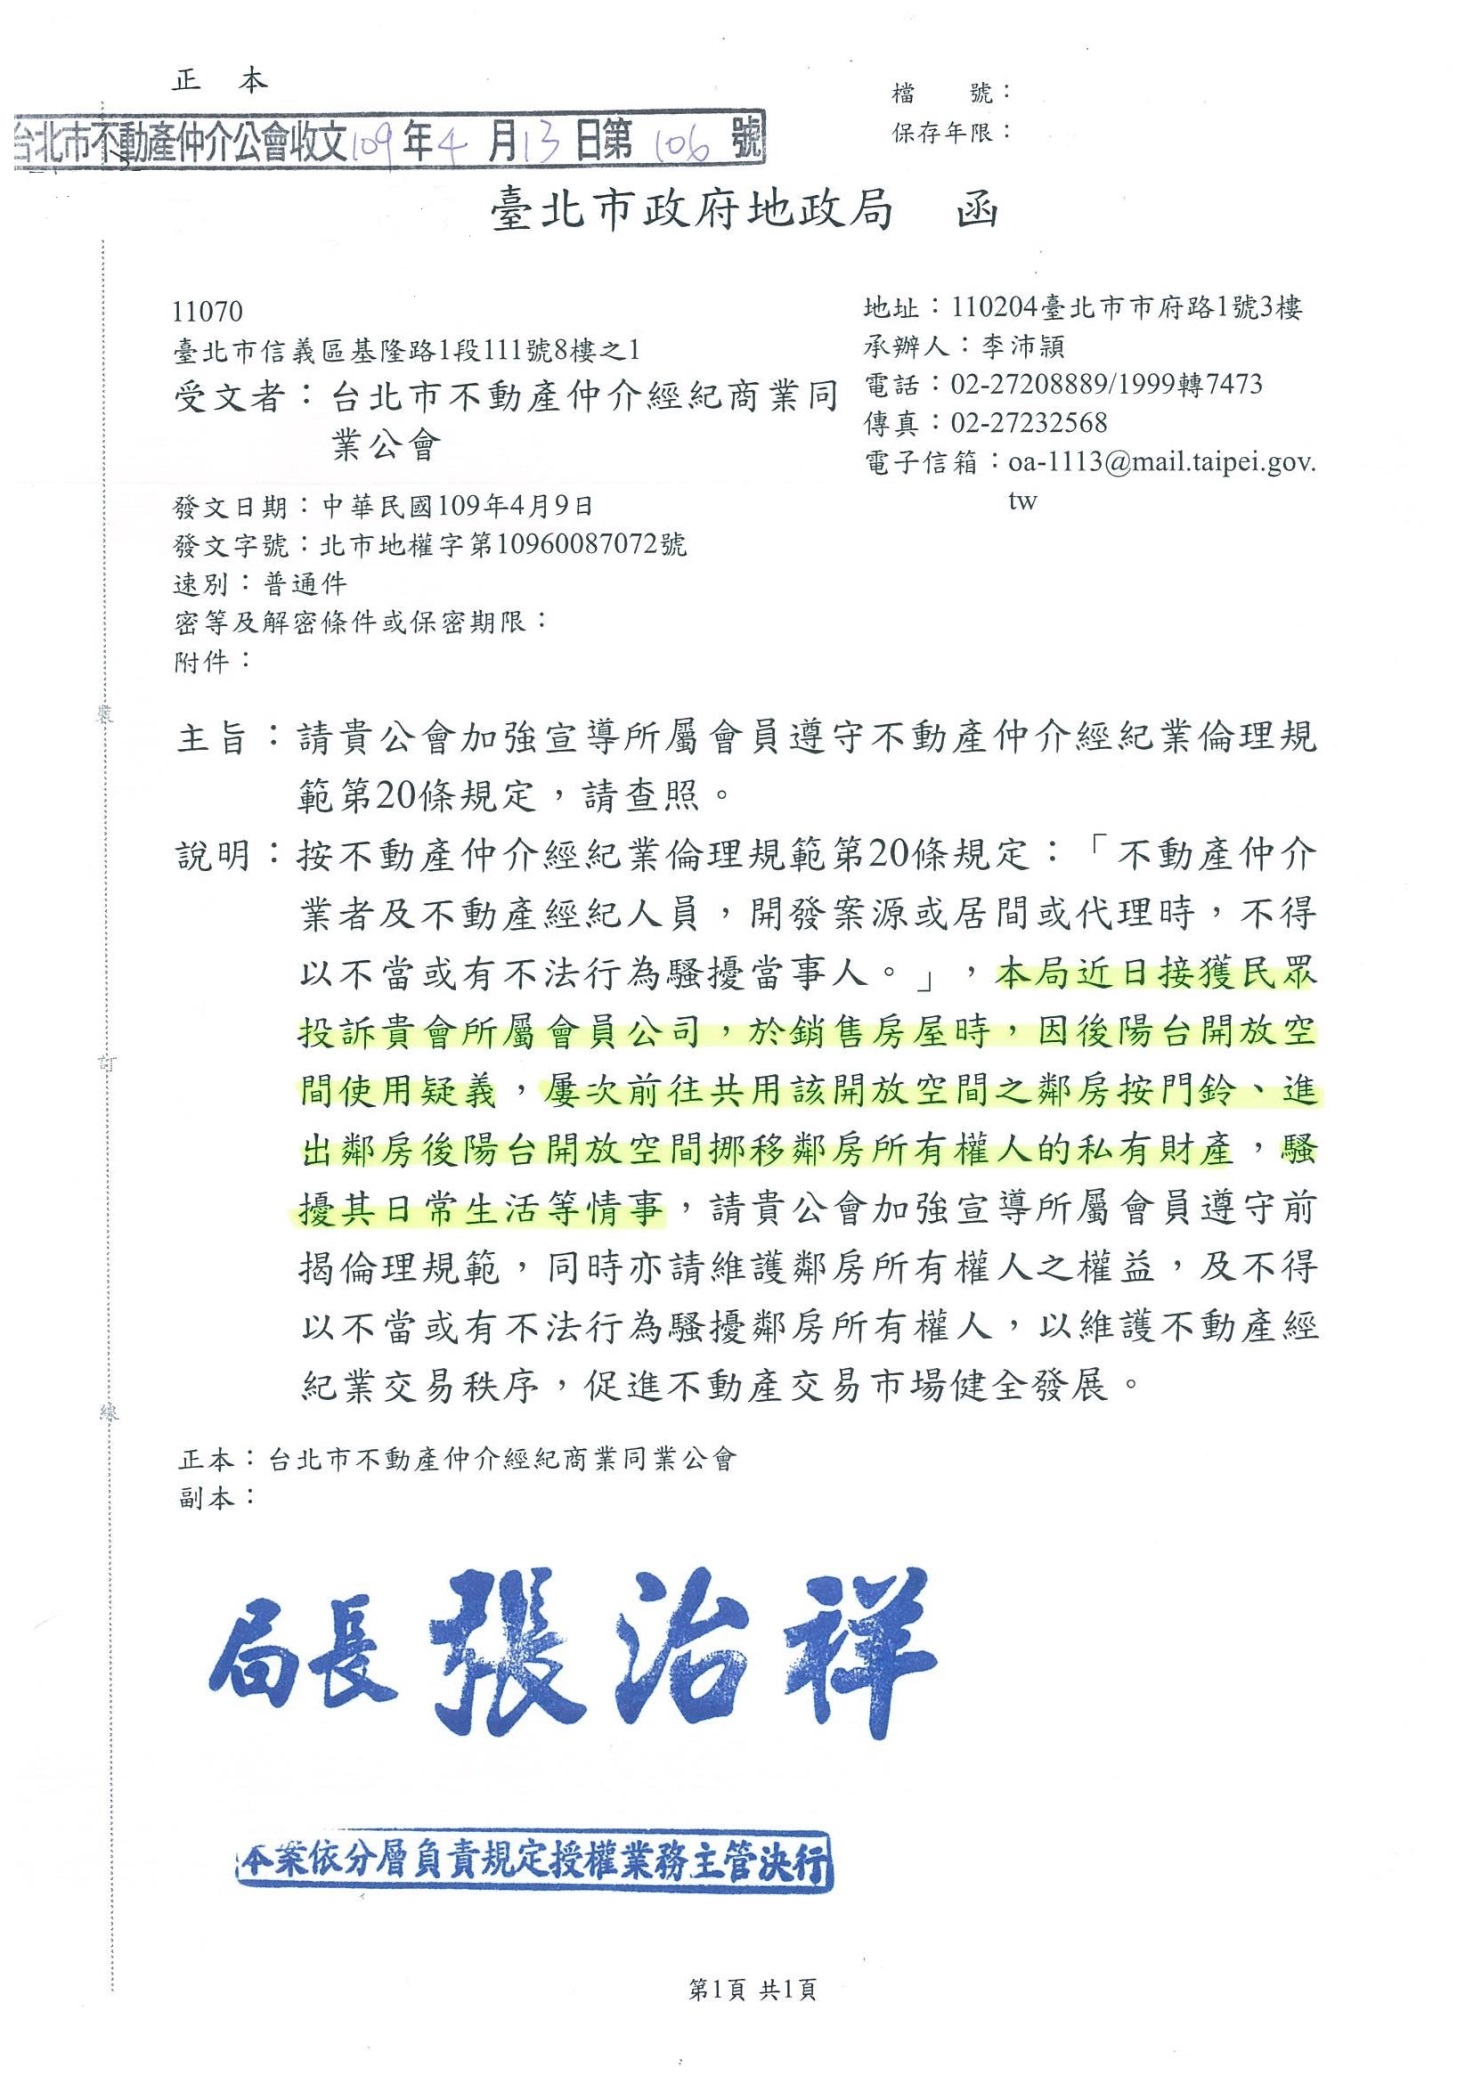 正 本
檔 號：
保存年限：
台北市不動產仲介公會收文109年4月13日第106號
臺北市政府地政局 函
11070
臺北市信義區基隆路1段111號8樓之1
受文者：台北市不動產仲介經紀商業同
業公會
地址：110204臺北市市府路1號3樓
承辦人：李沛穎
電話：02-27208889/1999轉7473
傳真：02-27232568
電子信箱：oa-1113@mail.taipei.gov.
tw
發文日期：中華民國109年4月9日
發文字號：北市地權字第10960087072號
速別：普通件
密等及解密條件或保密期限：
附件：
主旨：請貴公會加強宣導所屬會員遵守不動產仲介經紀業倫理規
範第20條規定，請查照。
說明：按不動產仲介經紀業倫理規範第20條規定：「不動產仲介
業者及不動產經紀人員，開發案源或居間或代理時，不得
以不當或有不法行為騷擾當事人。」，本局近日接獲民眾
投訴貴會所屬會員公司，於銷售房屋時，因後陽台開放空
間使用疑義，屢次前往共用該開放空間之鄰房按門鈴、進
出鄰房後陽台開放空間挪移鄰房所有權人的私有財產，騷
擾其日常生活等情事，請貴公會加強宣導所屬會員遵守前
揭倫理規範，同時亦請維護鄰房所有權人之權益，及不得
以不當或有不法行為騷擾鄰房所有權人，以維護不動產經
紀業交易秩序，促進不動產交易市場健全發展。
裝
訂
線
正本：台北市不動產仲介經紀商業同業公會
副本：
局長 張治祥
本案依分層負責規定授權業務主管決行
第1頁 共1頁